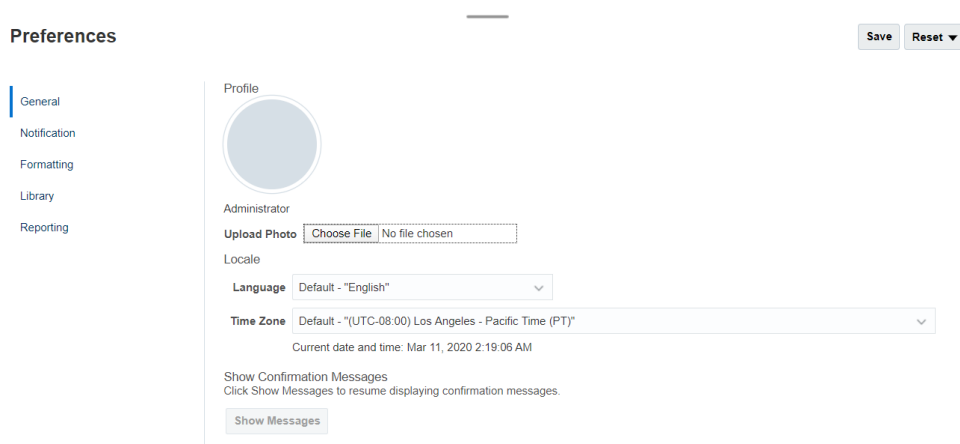 Preferences
Save
Reset
General
Notification
Formatting
Library
Reporting
Profile
Administrator
Upload Photo Choose File No file chosen
Locale
Language Default - "English"
Time Zone Default - "(UTC-08:00) Los Angeles - Pacific Time (PT)"
Current date and time: Mar 11, 2020 2:19:06 AM
Show Confirmation Messages
Click Show Messages to resume displaying confirmation messages.
Show Messages